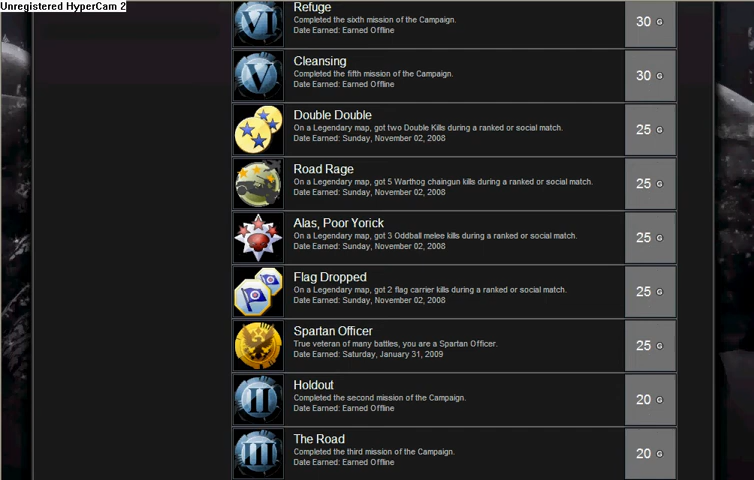 Unregistered HyperCam 2
Refuge
Completed the sixth mission of the Campaign.
Date Earned: Earned Offline
30 G
Cleansing
Completed the fifth mission of the Campaign.
Date Earned: Earned Offline
30 G
Double Double
On a Legendary map, got two Double Kills during a ranked or social match.
Date Earned: Sunday, November 02, 2008
25 G
Road Rage
On a Legendary map, got 5 Warthog chaingun kills during a ranked or social match.
Date Earned: Sunday, November 02, 2008
25 G
Alas, Poor Yorick
On a Legendary map, got 3 Oddball melee kills during a ranked or social match.
Date Earned: Sunday, November 02, 2008
25 G
Flag Dropped
On a Legendary map, got 2 flag carrier kills during a ranked or social match.
Date Earned: Sunday, November 02, 2008
25 G
Spartan Officer
True veteran of many battles, you are a Spartan Officer.
Date Earned: Saturday, January 31, 2009
25 G
II
Holdout
Completed the second mission of the Campaign.
Date Earned: Earned Offline
20 G
III
The Road
Completed the third mission of the Campaign.
Date Earned: Earned Offline
20 G